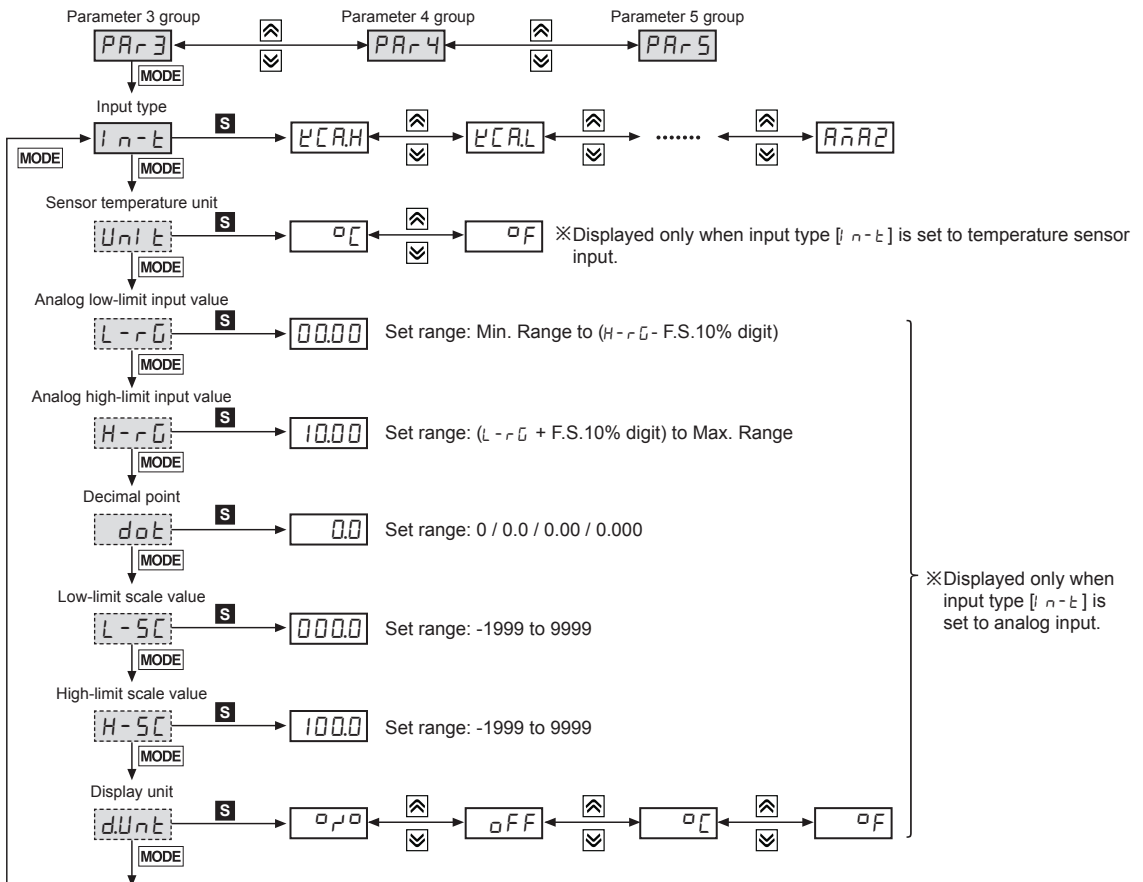 Parameter 3 group Parameter 4 group Parameter 5 group
PAr3 PAr4 PAr5
MODE
Input type
In-t S KCA.H KCA.L ....... AMA2
MODE MODE
Sensor temperature unit
UnIt S °C °F ※Displayed only when input type [In-t] is set to temperature sensor
input.
MODE
Analog low-limit input value
L-rG S 00.00 Set range: Min. Range to (H-rG- F.S.10% digit)
MODE
Analog high-limit input value
H-rG S 10.00 Set range: (L-rG + F.S.10% digit) to Max. Range
MODE
Decimal point
dot S 0.0 Set range: 0 / 0.0 / 0.00 / 0.000
MODE
Low-limit scale value
L-SC S 000.0 Set range: -1999 to 9999
MODE
High-limit scale value
H-SC S 100.0 Set range: -1999 to 9999
MODE
Display unit
d.Unt S % oFF °C °F
MODE
※Displayed only when
input type [In-t] is
set to analog input.